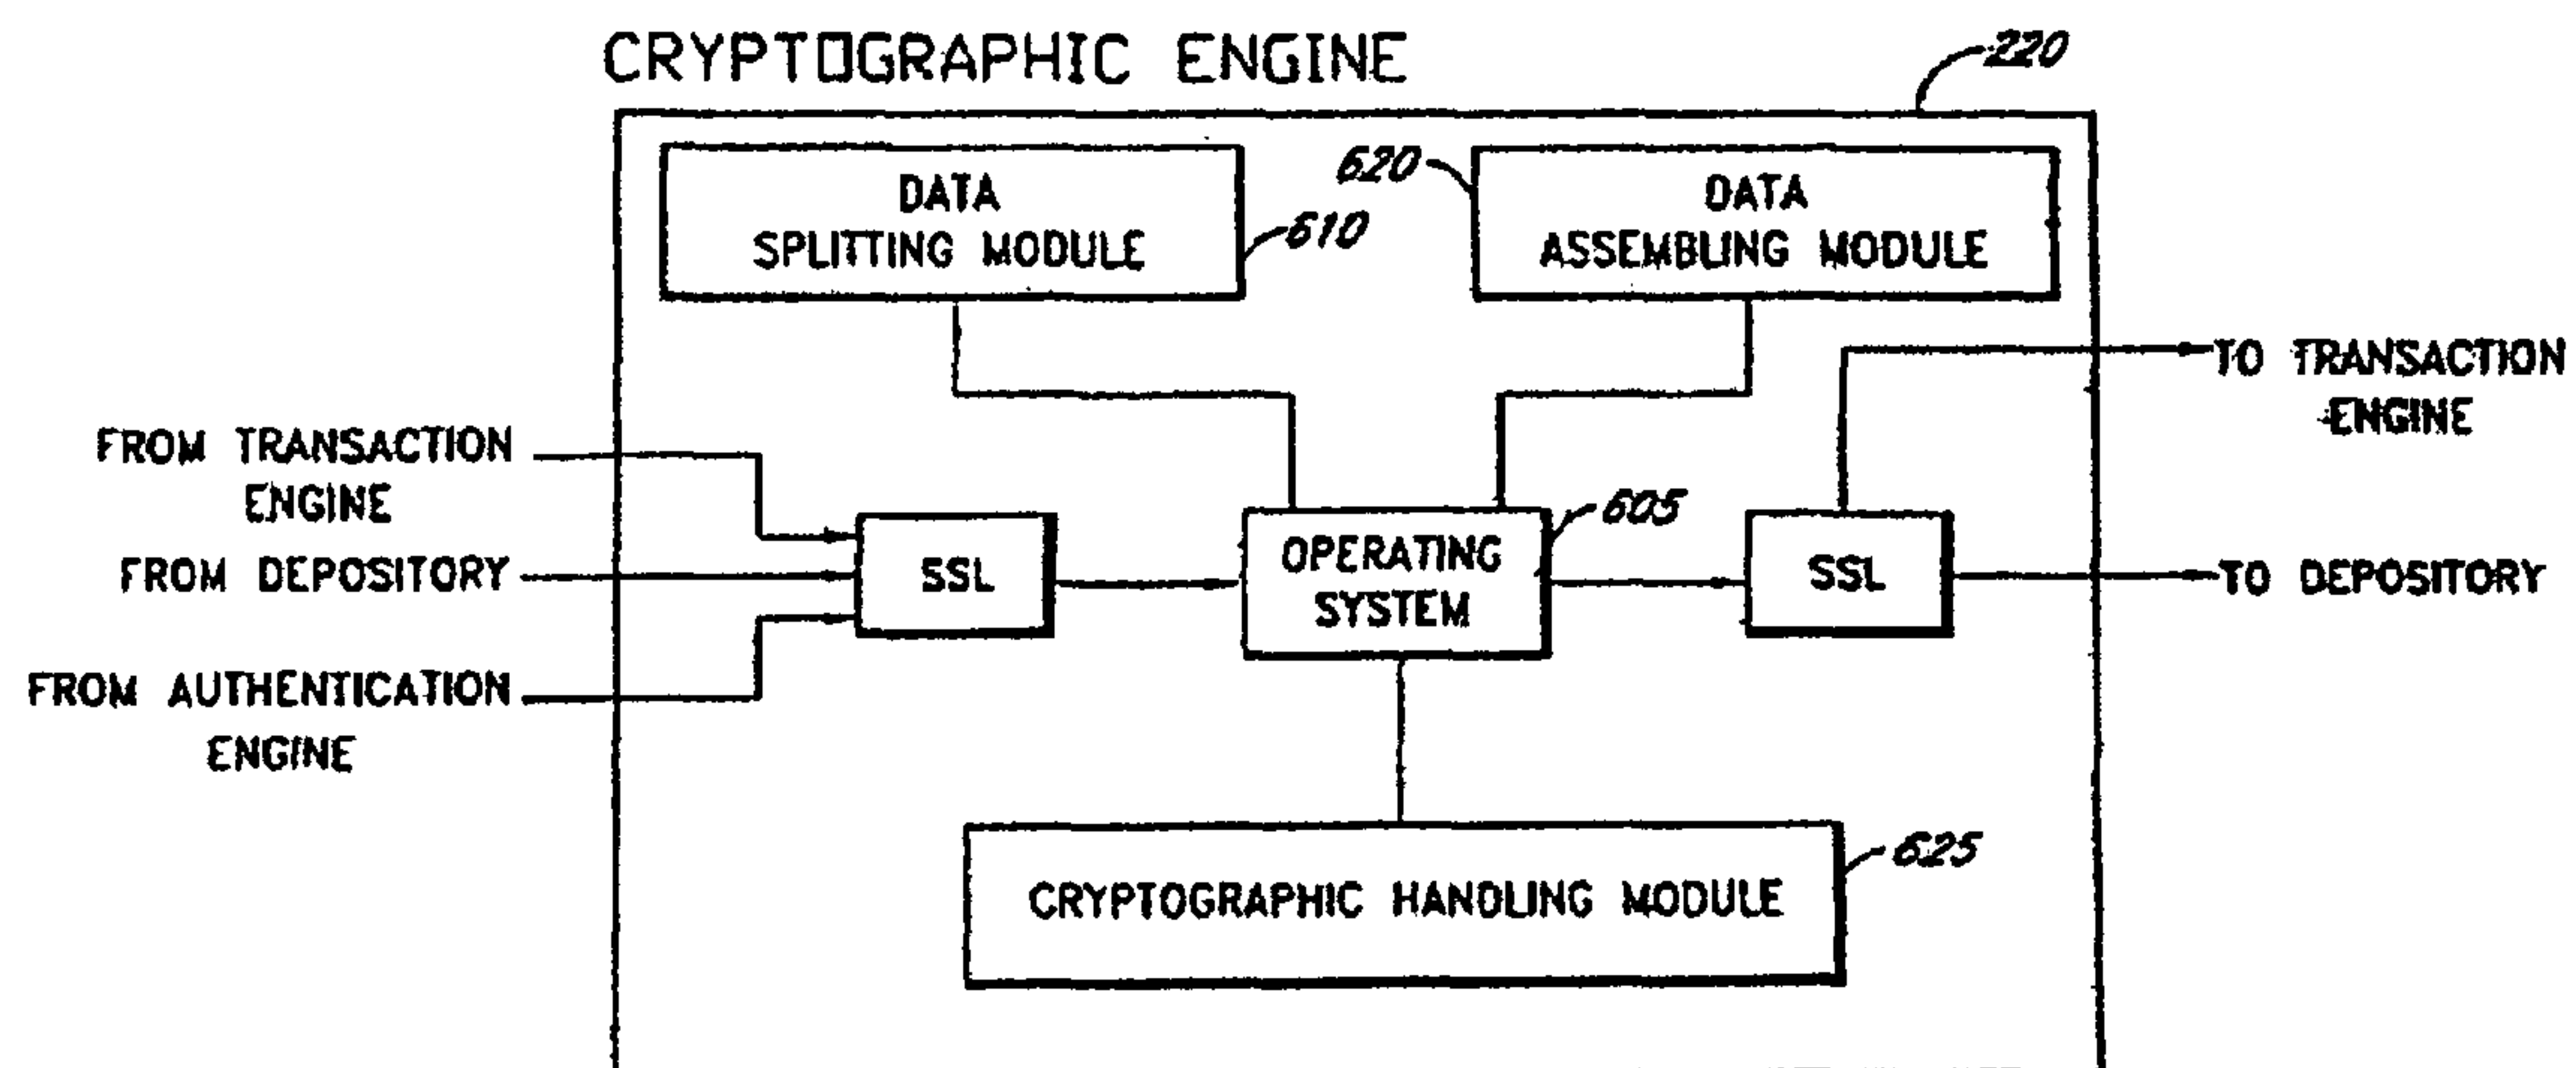 CRYPTOGRAPHIC ENGINE
220
DATA
SPLITTING MODULE
610
620
DATA
ASSEMBLING MODULE
TO TRANSACTION
ENGINE
FROM TRANSACTION
ENGINE
FROM DEPOSITORY
FROM AUTHENTICATION
ENGINE
SSL
OPERATING
SYSTEM
605
SSL
TO DEPOSITORY
CRYPTOGRAPHIC HANDLING MODULE
625